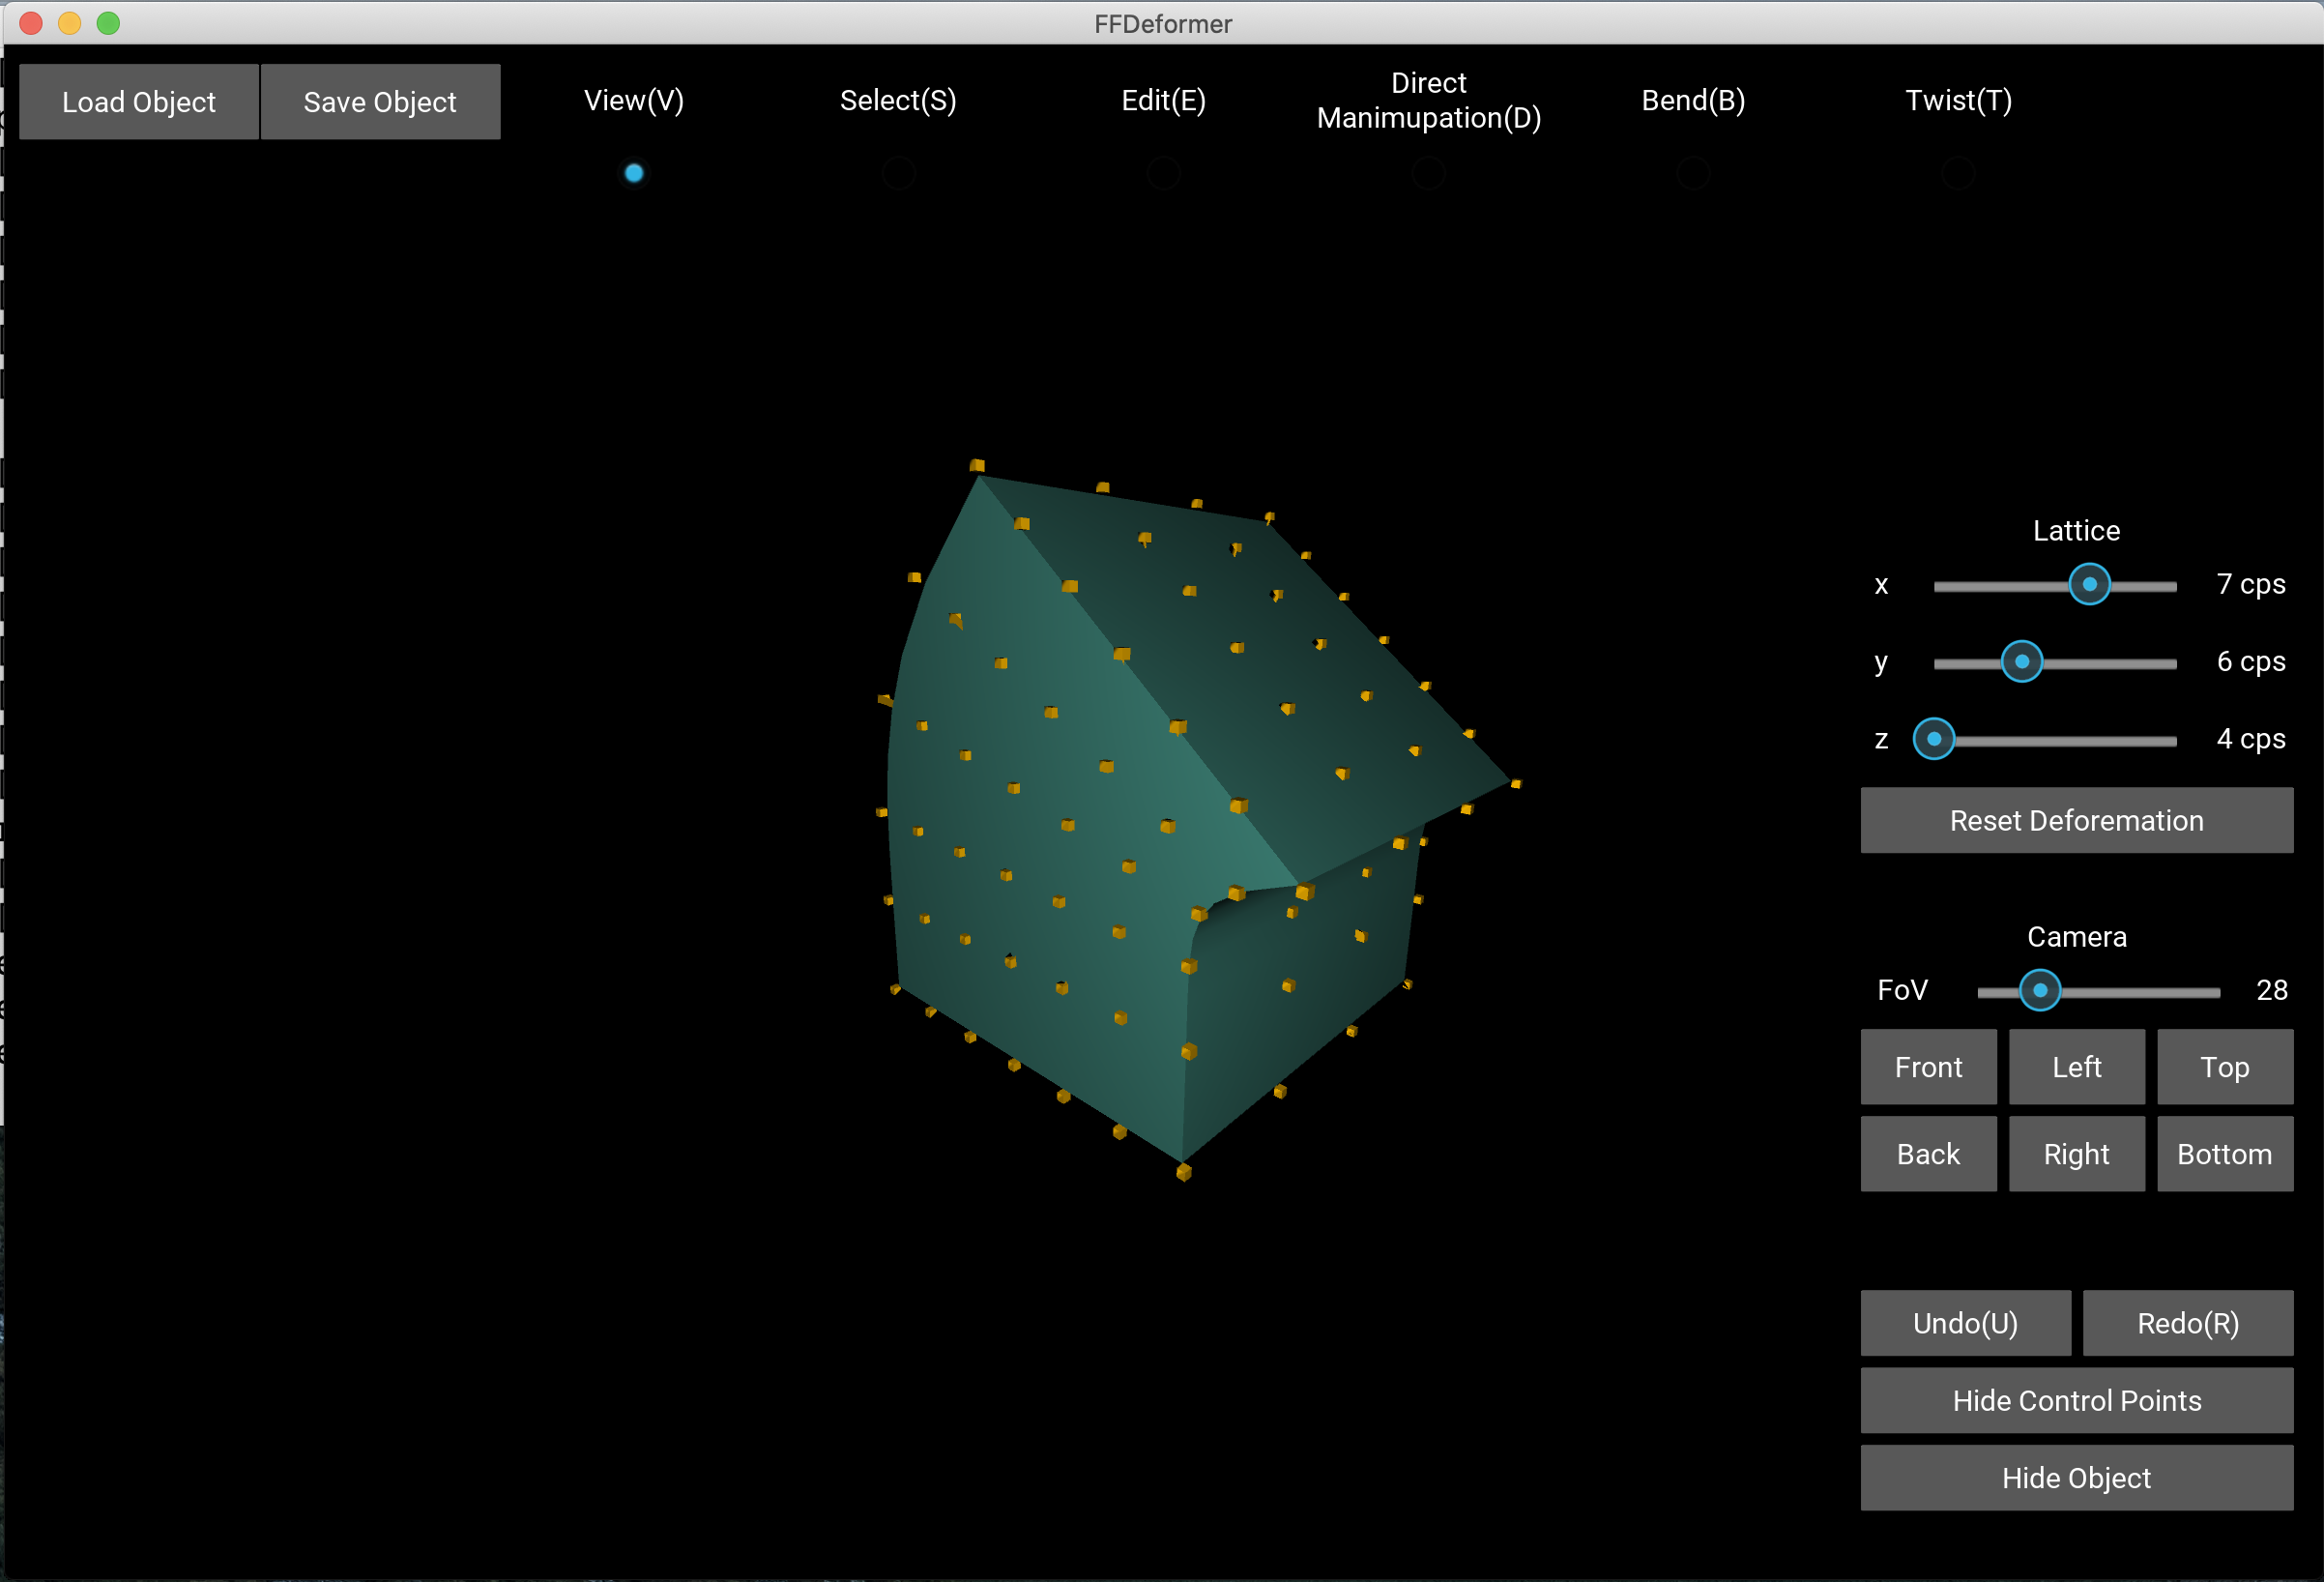 FFDeformer
Load Object
Save Object
View(V)
Select(S)
Edit(E)
Direct
Manimupation(D)
Bend(B)
Twist(T)
Lattice
x 7 cps
y 6 cps
z 4 cps
Reset Deforemation
Camera
FoV 28
Front Left Top
Back Right Bottom
Undo(U) Redo(R)
Hide Control Points
Hide Object